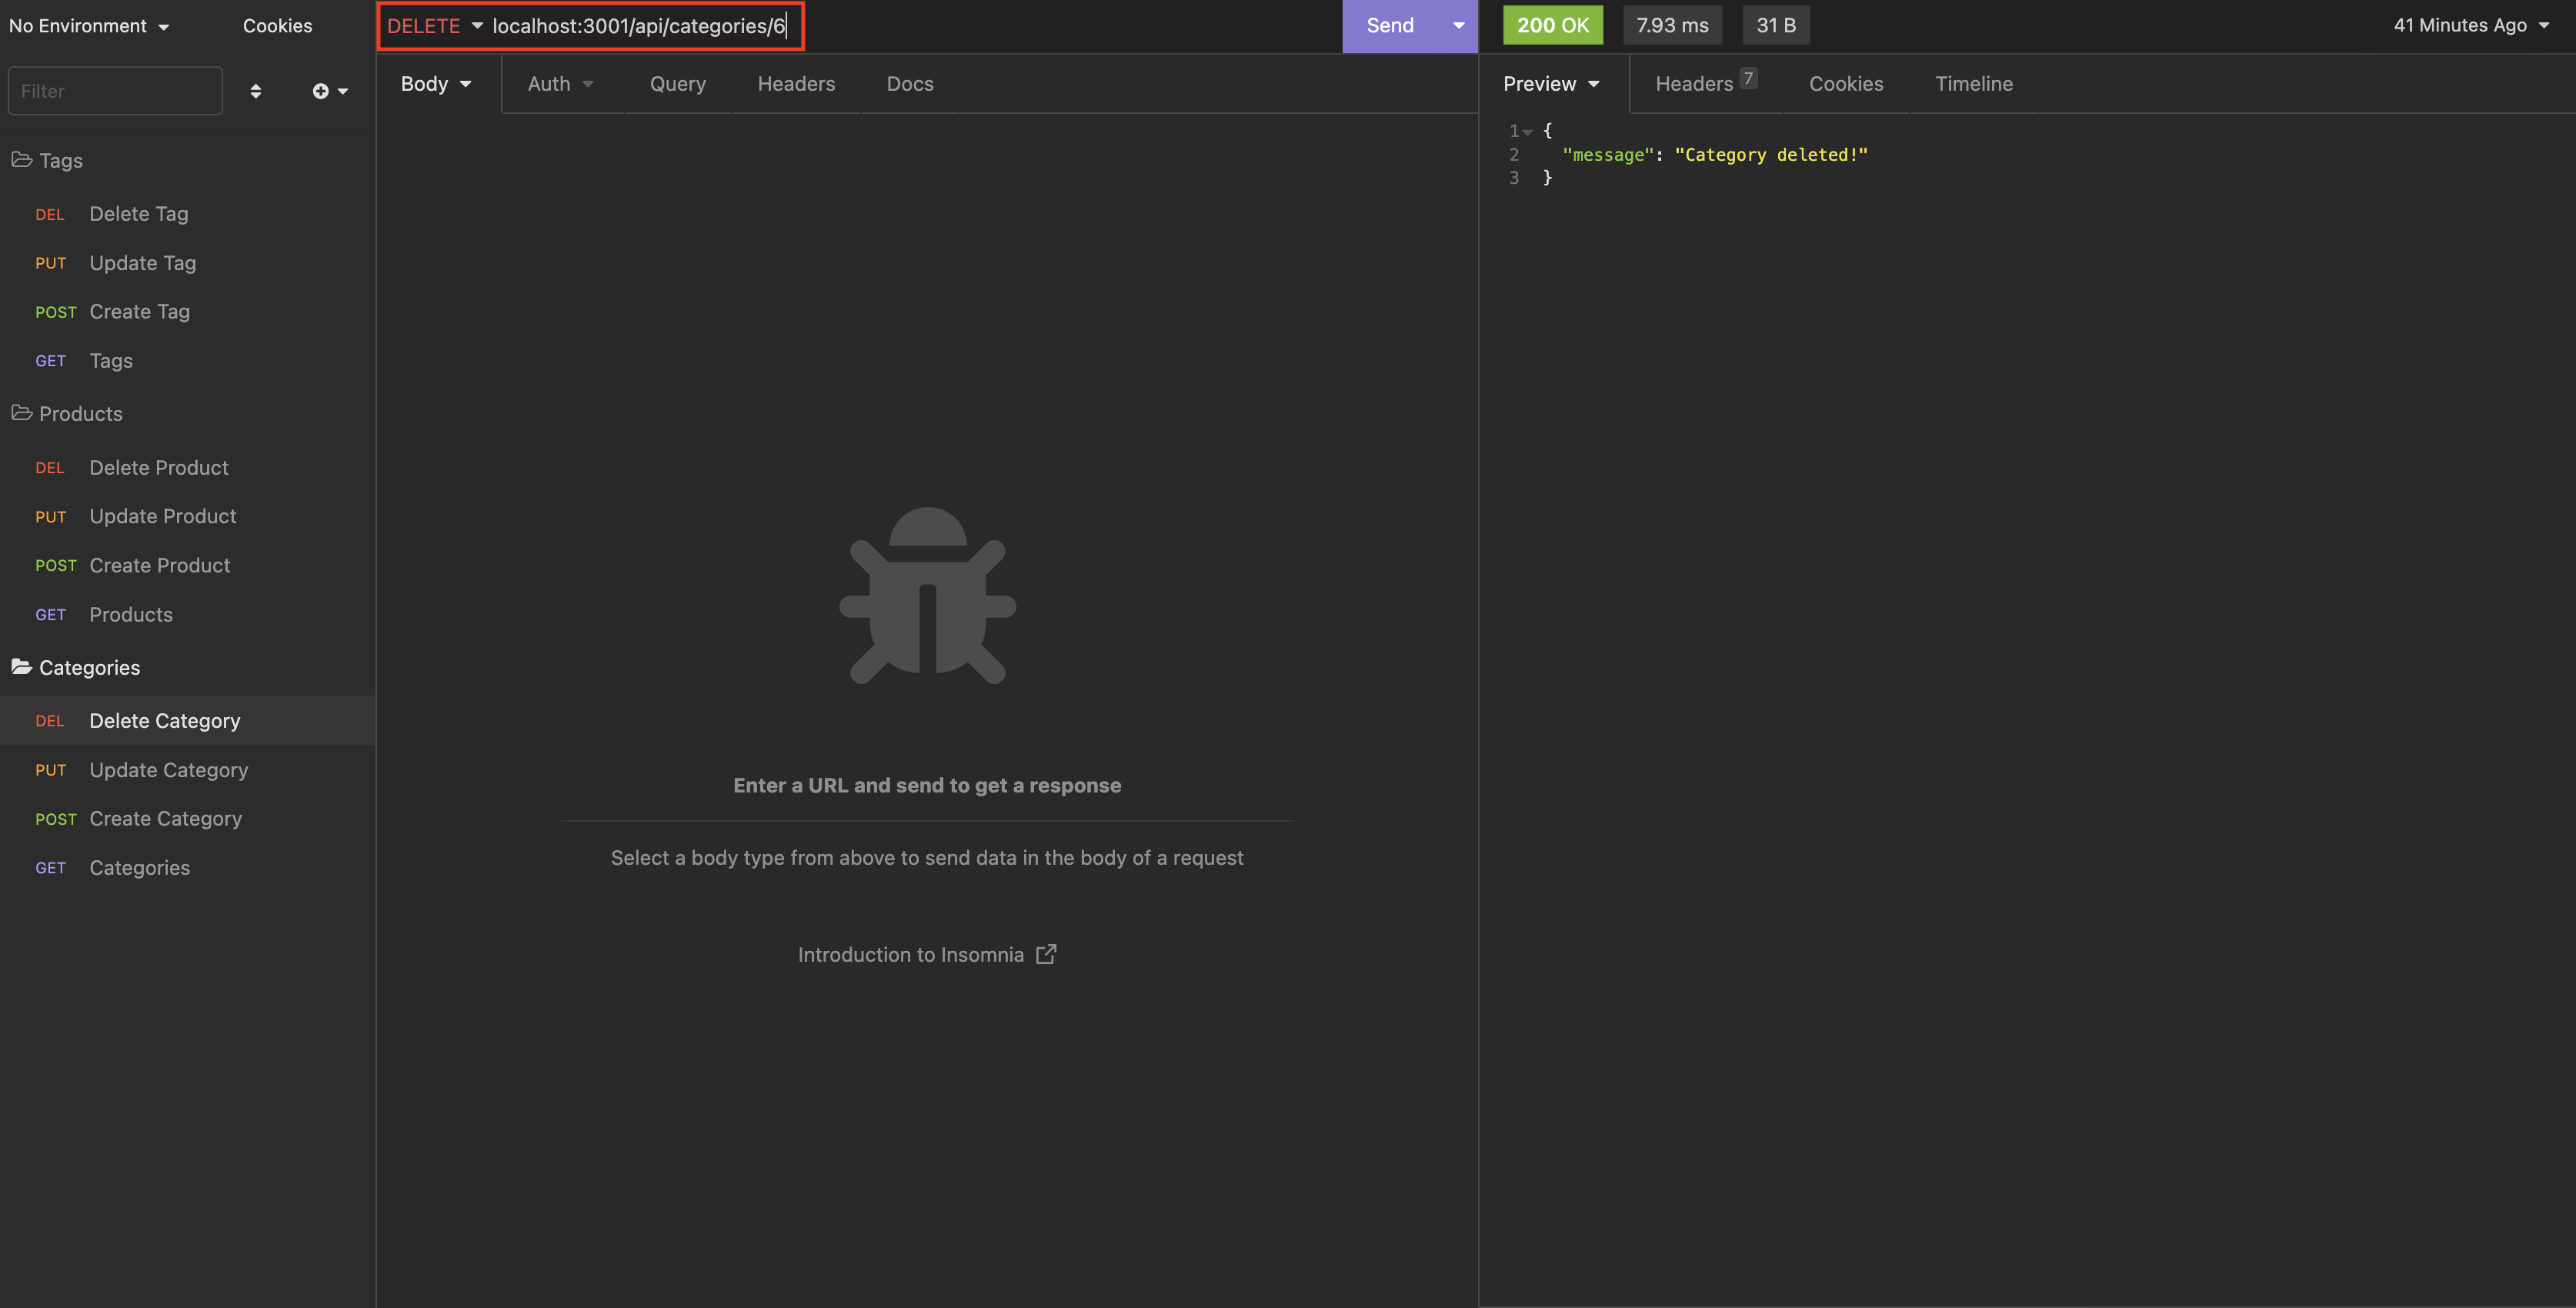 No Environment
Cookies
DELETE localhost:3001/api/categories/6
Send
200 OK
7.93 ms
31 B
41 Minutes Ago
Filter
Body
Auth
Query
Headers
Docs
Preview
Headers 7
Cookies
Timeline
Tags
DEL Delete Tag
PUT Update Tag
POST Create Tag
GET Tags
Products
DEL Delete Product
PUT Update Product
POST Create Product
GET Products
Categories
DEL Delete Category
PUT Update Category
POST Create Category
GET Categories
Enter a URL and send to get a response
Select a body type from above to send data in the body of a request
Introduction to Insomnia
1 {
2 "message": "Category deleted!"
3 }